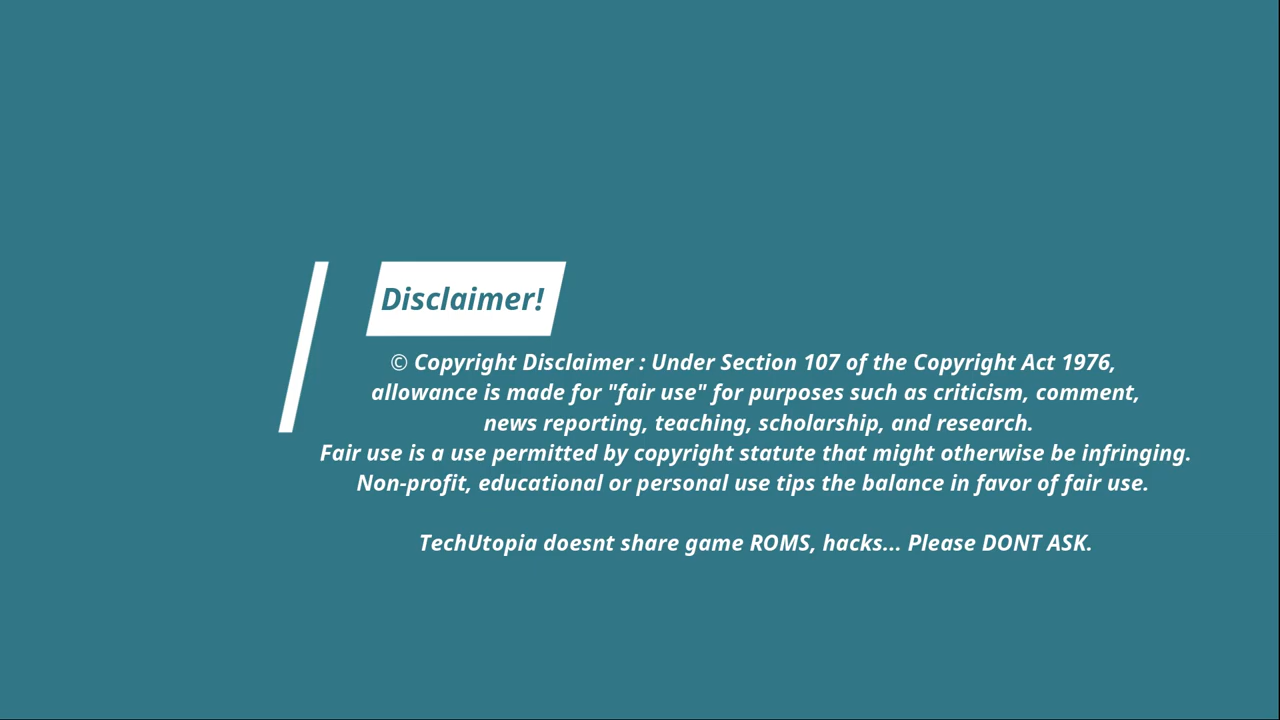 Disclaimer!
© Copyright Disclaimer : Under Section 107 of the Copyright Act 1976,
allowance is made for "fair use" for purposes such as criticism, comment,
news reporting, teaching, scholarship, and research.
Fair use is a use permitted by copyright statute that might otherwise be infringing.
Non-profit, educational or personal use tips the balance in favor of fair use.
TechUtopia doesnt share game ROMS, hacks... Please DONT ASK.